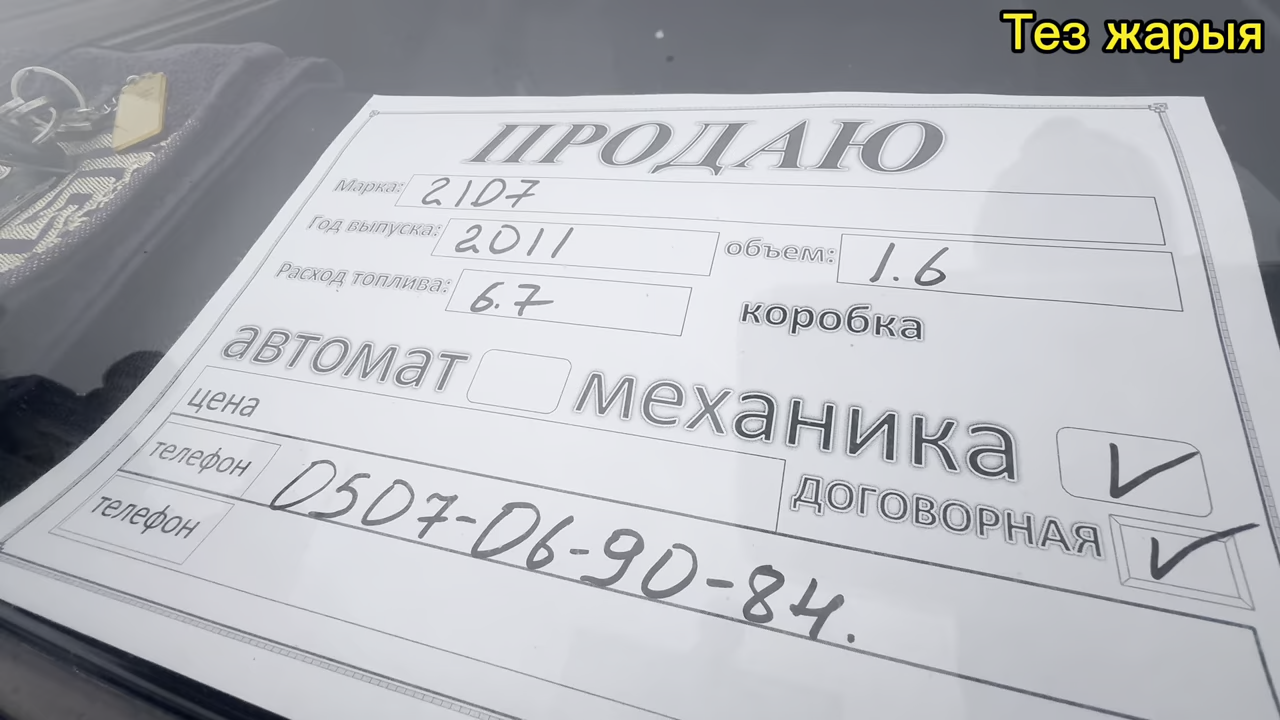 Тез жарыя
ПРОДАЮ
Марка: 2107
Год выпуска: 2011 объем: 1.6
Расход топлива: 6.7 коробка
автомат механика ✓
цена договорная ✓
телефон 0507-06-90-84.
телефон